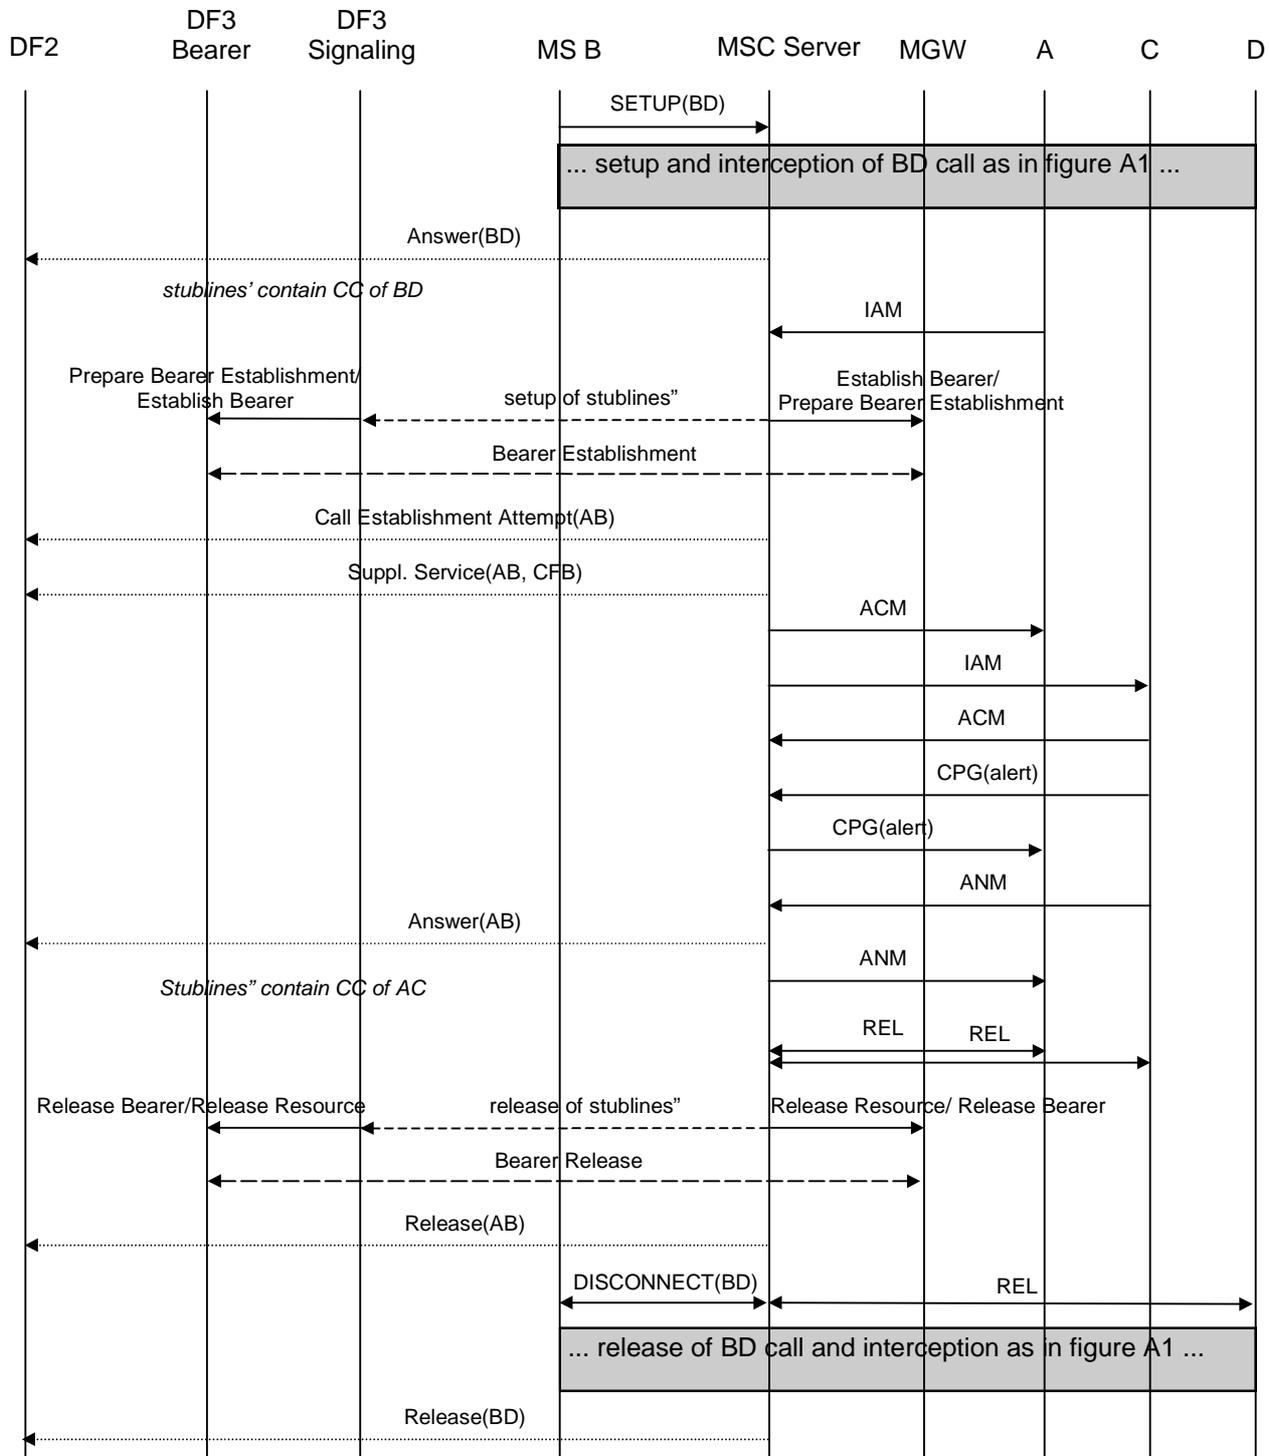 DF2
DF3
Bearer
DF3
Signaling
MS B
MSC Server
MGW
A
C
D
SETUP(BD)
... setup and interception of BD call as in figure A1 ...
Answer(BD)
stublines’ contain CC of BD
IAM
Prepare Bearer Establishment/
Establish Bearer
setup of stublines”
Establish Bearer/
Prepare Bearer Establishment
Bearer Establishment
Call Establishment Attempt(AB)
Suppl. Service(AB, CFB)
ACM
IAM
ACM
CPG(alert)
CPG(alert)
ANM
Answer(AB)
ANM
Stublines” contain CC of AC
REL
REL
Release Bearer/Release Resource
release of stublines”
Release Resource/ Release Bearer
Bearer Release
Release(AB)
DISCONNECT(BD)
REL
... release of BD call and interception as in figure A1 ...
Release(BD)